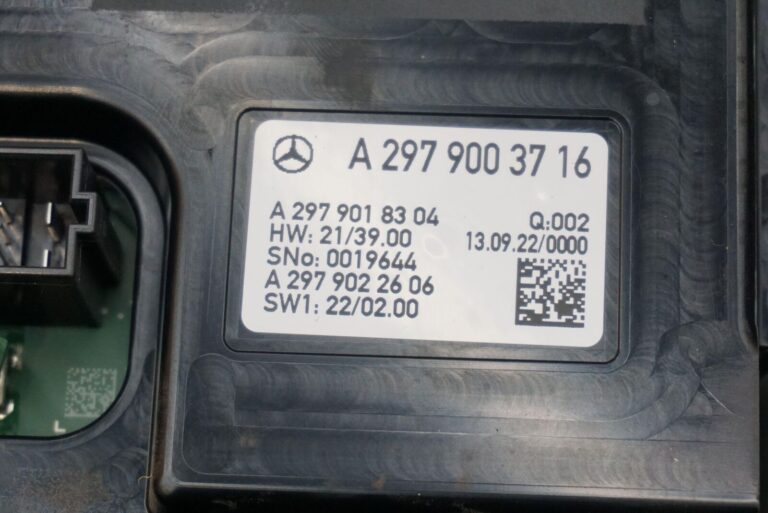 A 297 900 37 16
A 297 901 83 04
Q:002
HW: 21/39.00
13.09.22/0000
SNo: 0019644
A 297 902 26 06
SW1: 22/02.00